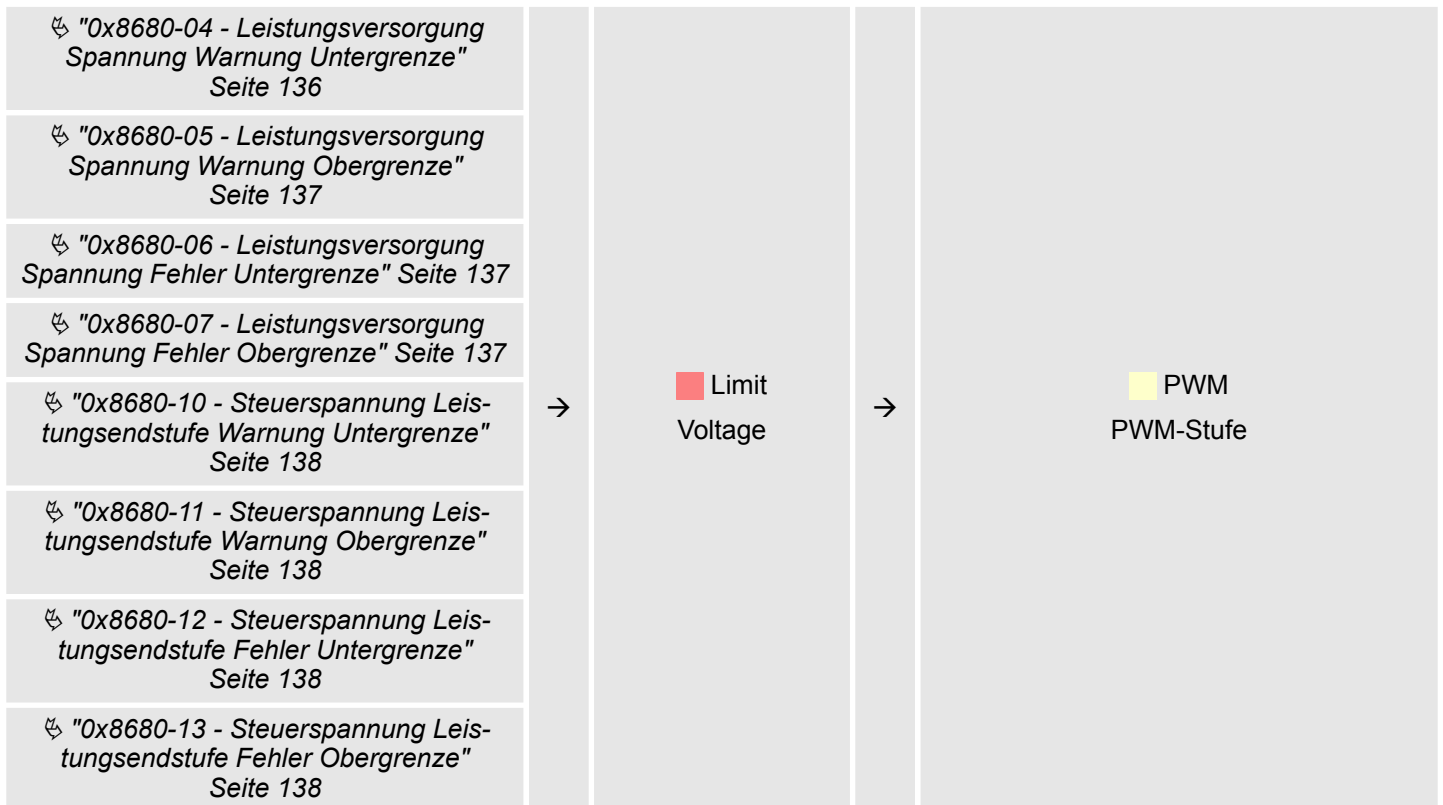 "0x8680-04 - Leistungsversorgung
Spannung Warnung Untergrenze"
Seite 136
"0x8680-05 - Leistungsversorgung
Spannung Warnung Obergrenze"
Seite 137
"0x8680-06 - Leistungsversorgung
Spannung Fehler Untergrenze" Seite 137
"0x8680-07 - Leistungsversorgung
Spannung Fehler Obergrenze" Seite 137
"0x8680-10 - Steuerspannung Leis-
tungsendstufe Warnung Untergrenze"
Seite 138
"0x8680-11 - Steuerspannung Leis-
tungsendstufe Warnung Obergrenze"
Seite 138
"0x8680-12 - Steuerspannung Leis-
tungsendstufe Fehler Untergrenze"
Seite 138
"0x8680-13 - Steuerspannung Leis-
tungsendstufe Fehler Obergrenze"
Seite 138
→
Limit
Voltage
→
PWM
PWM-Stufe